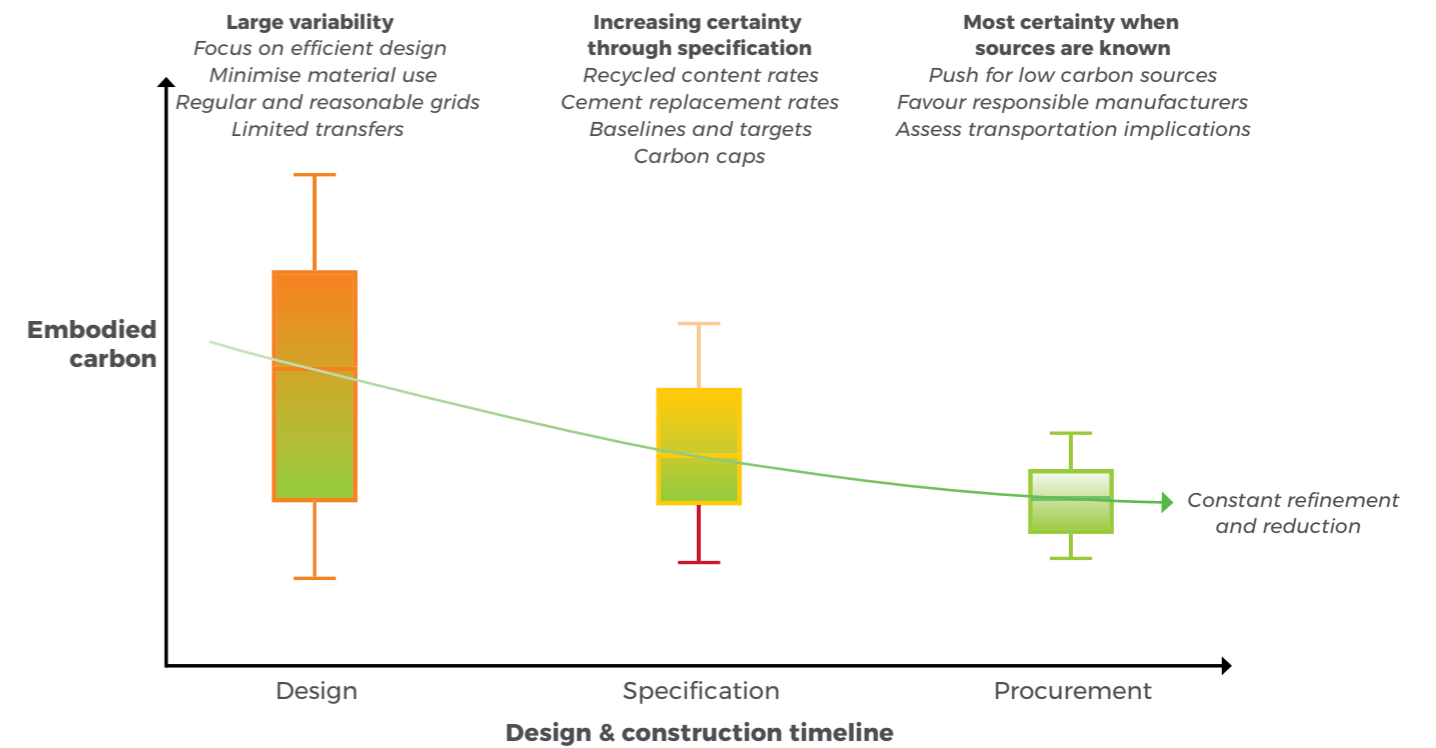 Large variability
Focus on efficient design
Minimise material use
Regular and reasonable grids
Limited transfers
Increasing certainty
through specification
Recycled content rates
Cement replacement rates
Baselines and targets
Carbon caps
Most certainty when
sources are known
Push for low carbon sources
Favour responsible manufacturers
Assess transportation implications
Embodied
carbon
Constant refinement
and reduction
Design
Specification
Procurement
Design & construction timeline